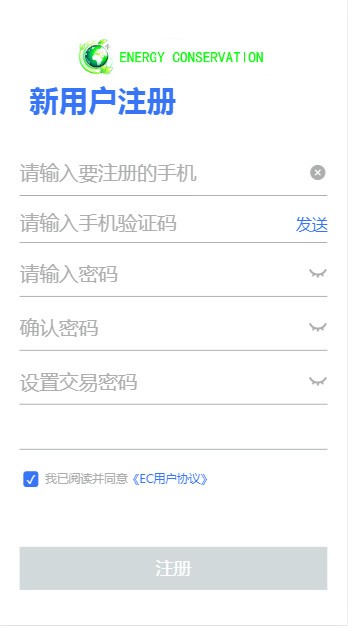 ENERGY CONSERVATION
新用户注册
请输入要注册的手机
请输入手机验证码 发送
请输入密码
确认密码
设置交易密码
我已阅读并同意《EC用户协议》
注册